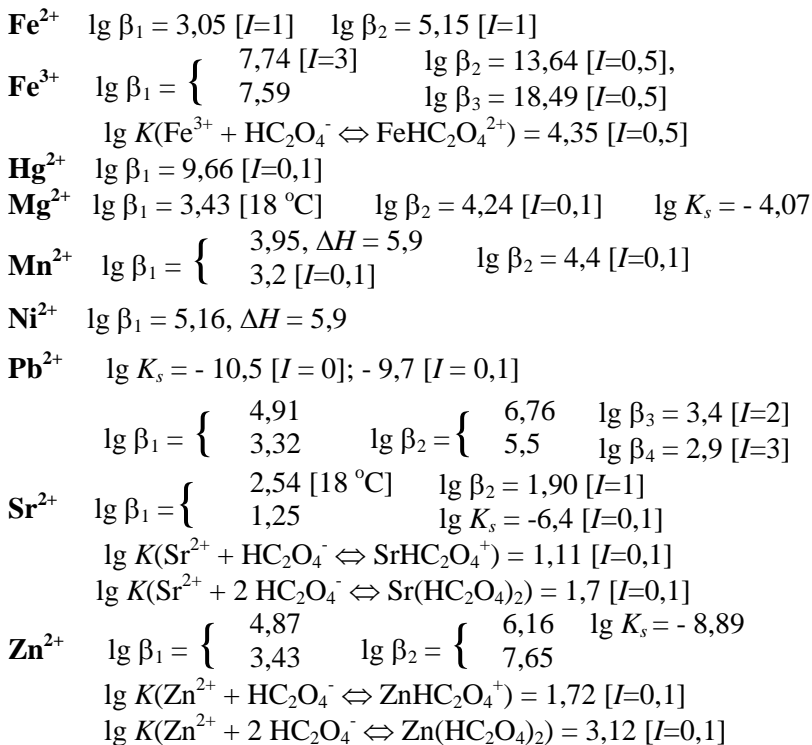 Fe²⁺ lg β₁ = 3,05 [I=1] lg β₂ = 5,15 [I=1]
Fe³⁺ lg β₁ = { 7,74 [I=3] lg β₂ = 13,64 [I=0,5],
7,59 lg β₃ = 18,49 [I=0,5]
lg K(Fe³⁺ + HC₂O₄⁻ ⇔ FeHC₂O₄²⁺) = 4,35 [I=0,5]
Hg²⁺ lg β₁ = 9,66 [I=0,1]
Mg²⁺ lg β₁ = 3,43 [18 °C] lg β₂ = 4,24 [I=0,1] lg Kₛ = - 4,07
Mn²⁺ lg β₁ = { 3,95, ΔH = 5,9 lg β₂ = 4,4 [I=0,1]
3,2 [I=0,1]
Ni²⁺ lg β₁ = 5,16, ΔH = 5,9
Pb²⁺ lg Kₛ = - 10,5 [I = 0]; - 9,7 [I = 0,1]
lg β₁ = { 4,91 lg β₂ = { 6,76 lg β₃ = 3,4 [I=2]
3,32 5,5 lg β₄ = 2,9 [I=3]
Sr²⁺ lg β₁ = { 2,54 [18 °C] lg β₂ = 1,90 [I=1]
1,25 lg Kₛ = -6,4 [I=0,1]
lg K(Sr²⁺ + HC₂O₄⁻ ⇔ SrHC₂O₄⁺) = 1,11 [I=0,1]
lg K(Sr²⁺ + 2 HC₂O₄⁻ ⇔ Sr(HC₂O₄)₂) = 1,7 [I=0,1]
Zn²⁺ lg β₁ = { 4,87 lg β₂ = { 6,16 lg Kₛ = - 8,89
3,43 7,65
lg K(Zn²⁺ + HC₂O₄⁻ ⇔ ZnHC₂O₄⁺) = 1,72 [I=0,1]
lg K(Zn²⁺ + 2 HC₂O₄⁻ ⇔ Zn(HC₂O₄)₂) = 3,12 [I=0,1]